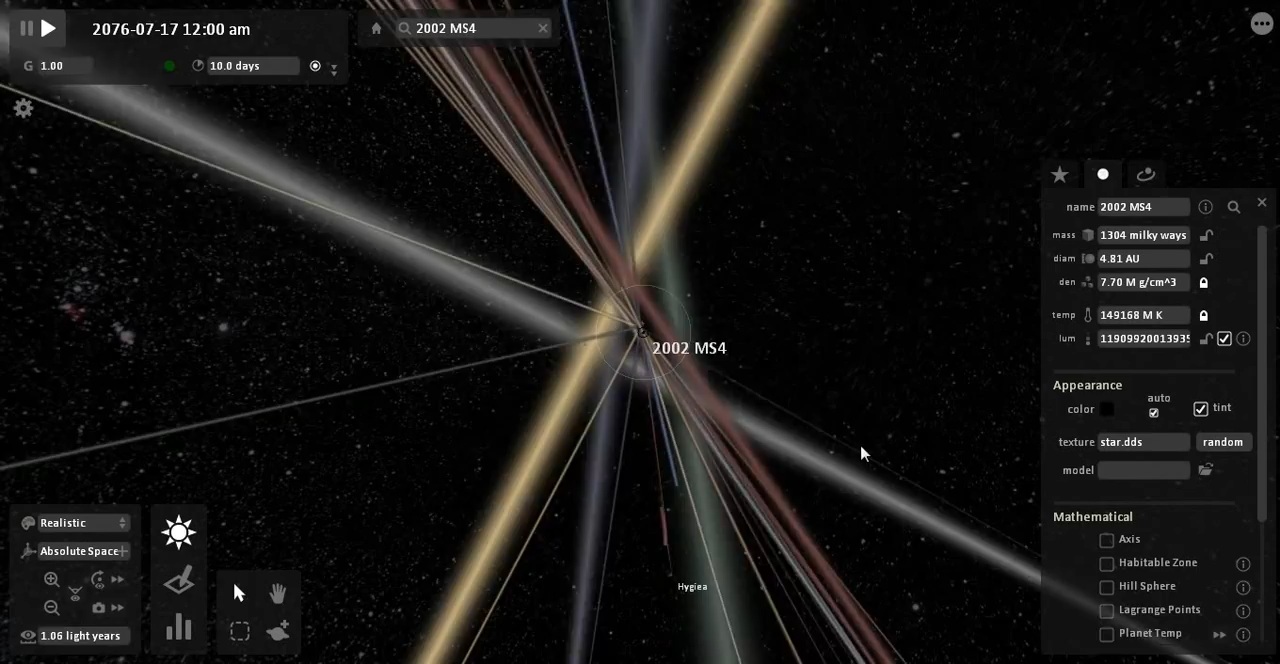 2076-07-17 12:00 am
G 1.00
10.0 days
2002 MS4
2002 MS4
Hygiea
name 2002 MS4
mass 1304 milky ways
diam 4.81 AU
den 7.70 M g/cm^3
temp 149168 M K
lum 1190992001393
Appearance
color
auto
tint
texture star.dds random
model
Mathematical
Axis
Habitable Zone
Hill Sphere
Lagrange Points
Planet Temp
Realistic
Absolute Space
1.06 light years